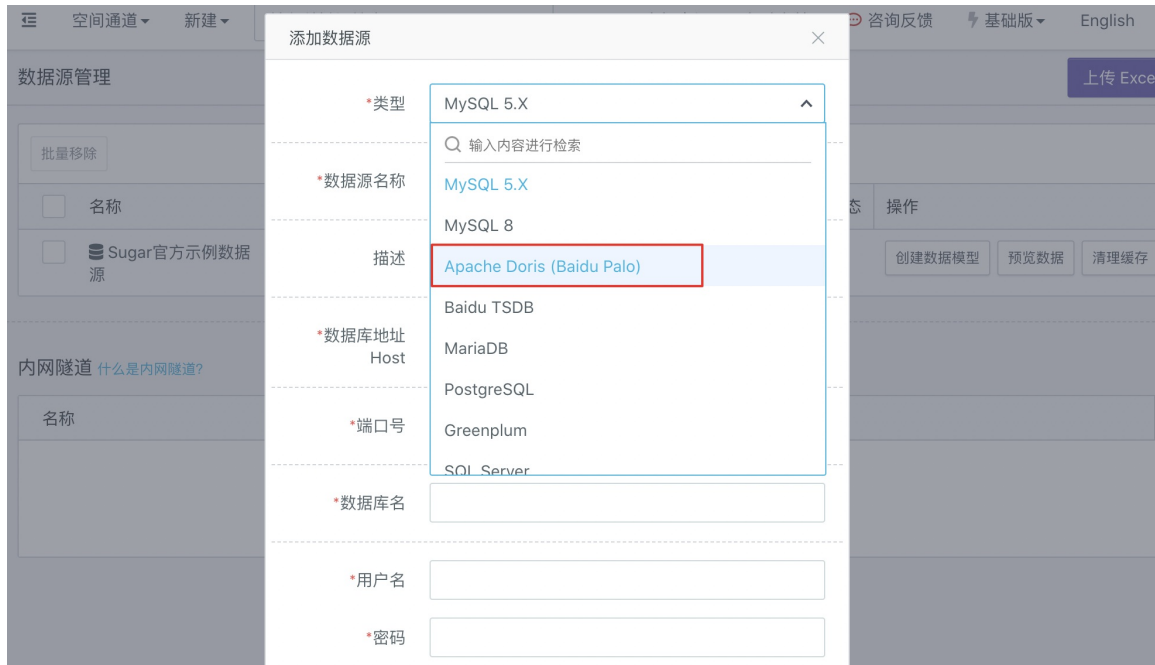 空间通道
新建
咨询反馈
基础版
English
数据源管理
上传 Exce
批量移除
名称
态
操作
Sugar官方示例数据
源
创建数据模型
预览数据
清理缓存
内网隧道 什么是内网隧道?
名称
添加数据源
*类型
MySQL 5.X
输入内容进行检索
*数据源名称
MySQL 5.X
MySQL 8
描述
Apache Doris (Baidu Palo)
Baidu TSDB
*数据库地址
Host
MariaDB
PostgreSQL
*端口号
Greenplum
SQL Server
*数据库名
*用户名
*密码